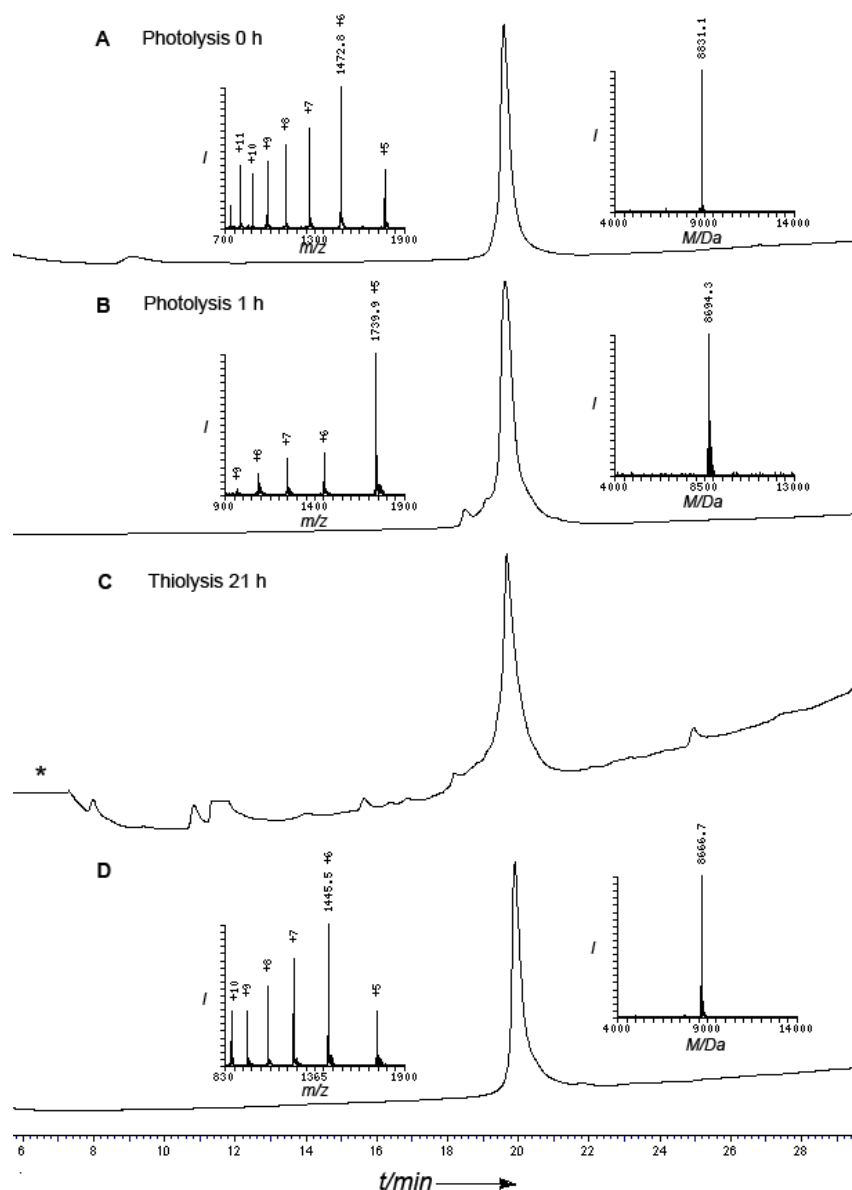 A Photolysis 0 h
1472.8 +6
+11
+10
+9
+8
+7
+5
I
700 1300 1900
m/z
8831.1
I
4000 9000 14000
M/Da
B Photolysis 1 h
1739.9 +5
+9
+8
+7
+6
I
900 1400 1900
m/z
8694.3
I
4000 8500 13000
M/Da
C Thiolysis 21 h
*
D
1445.5 +6
+10
+9
+8
+7
+5
I
830 1365 1900
m/z
8666.7
I
4000 9000 14000
M/Da
6 8 10 12 14 16 18 20 22 24 26 28
t/min